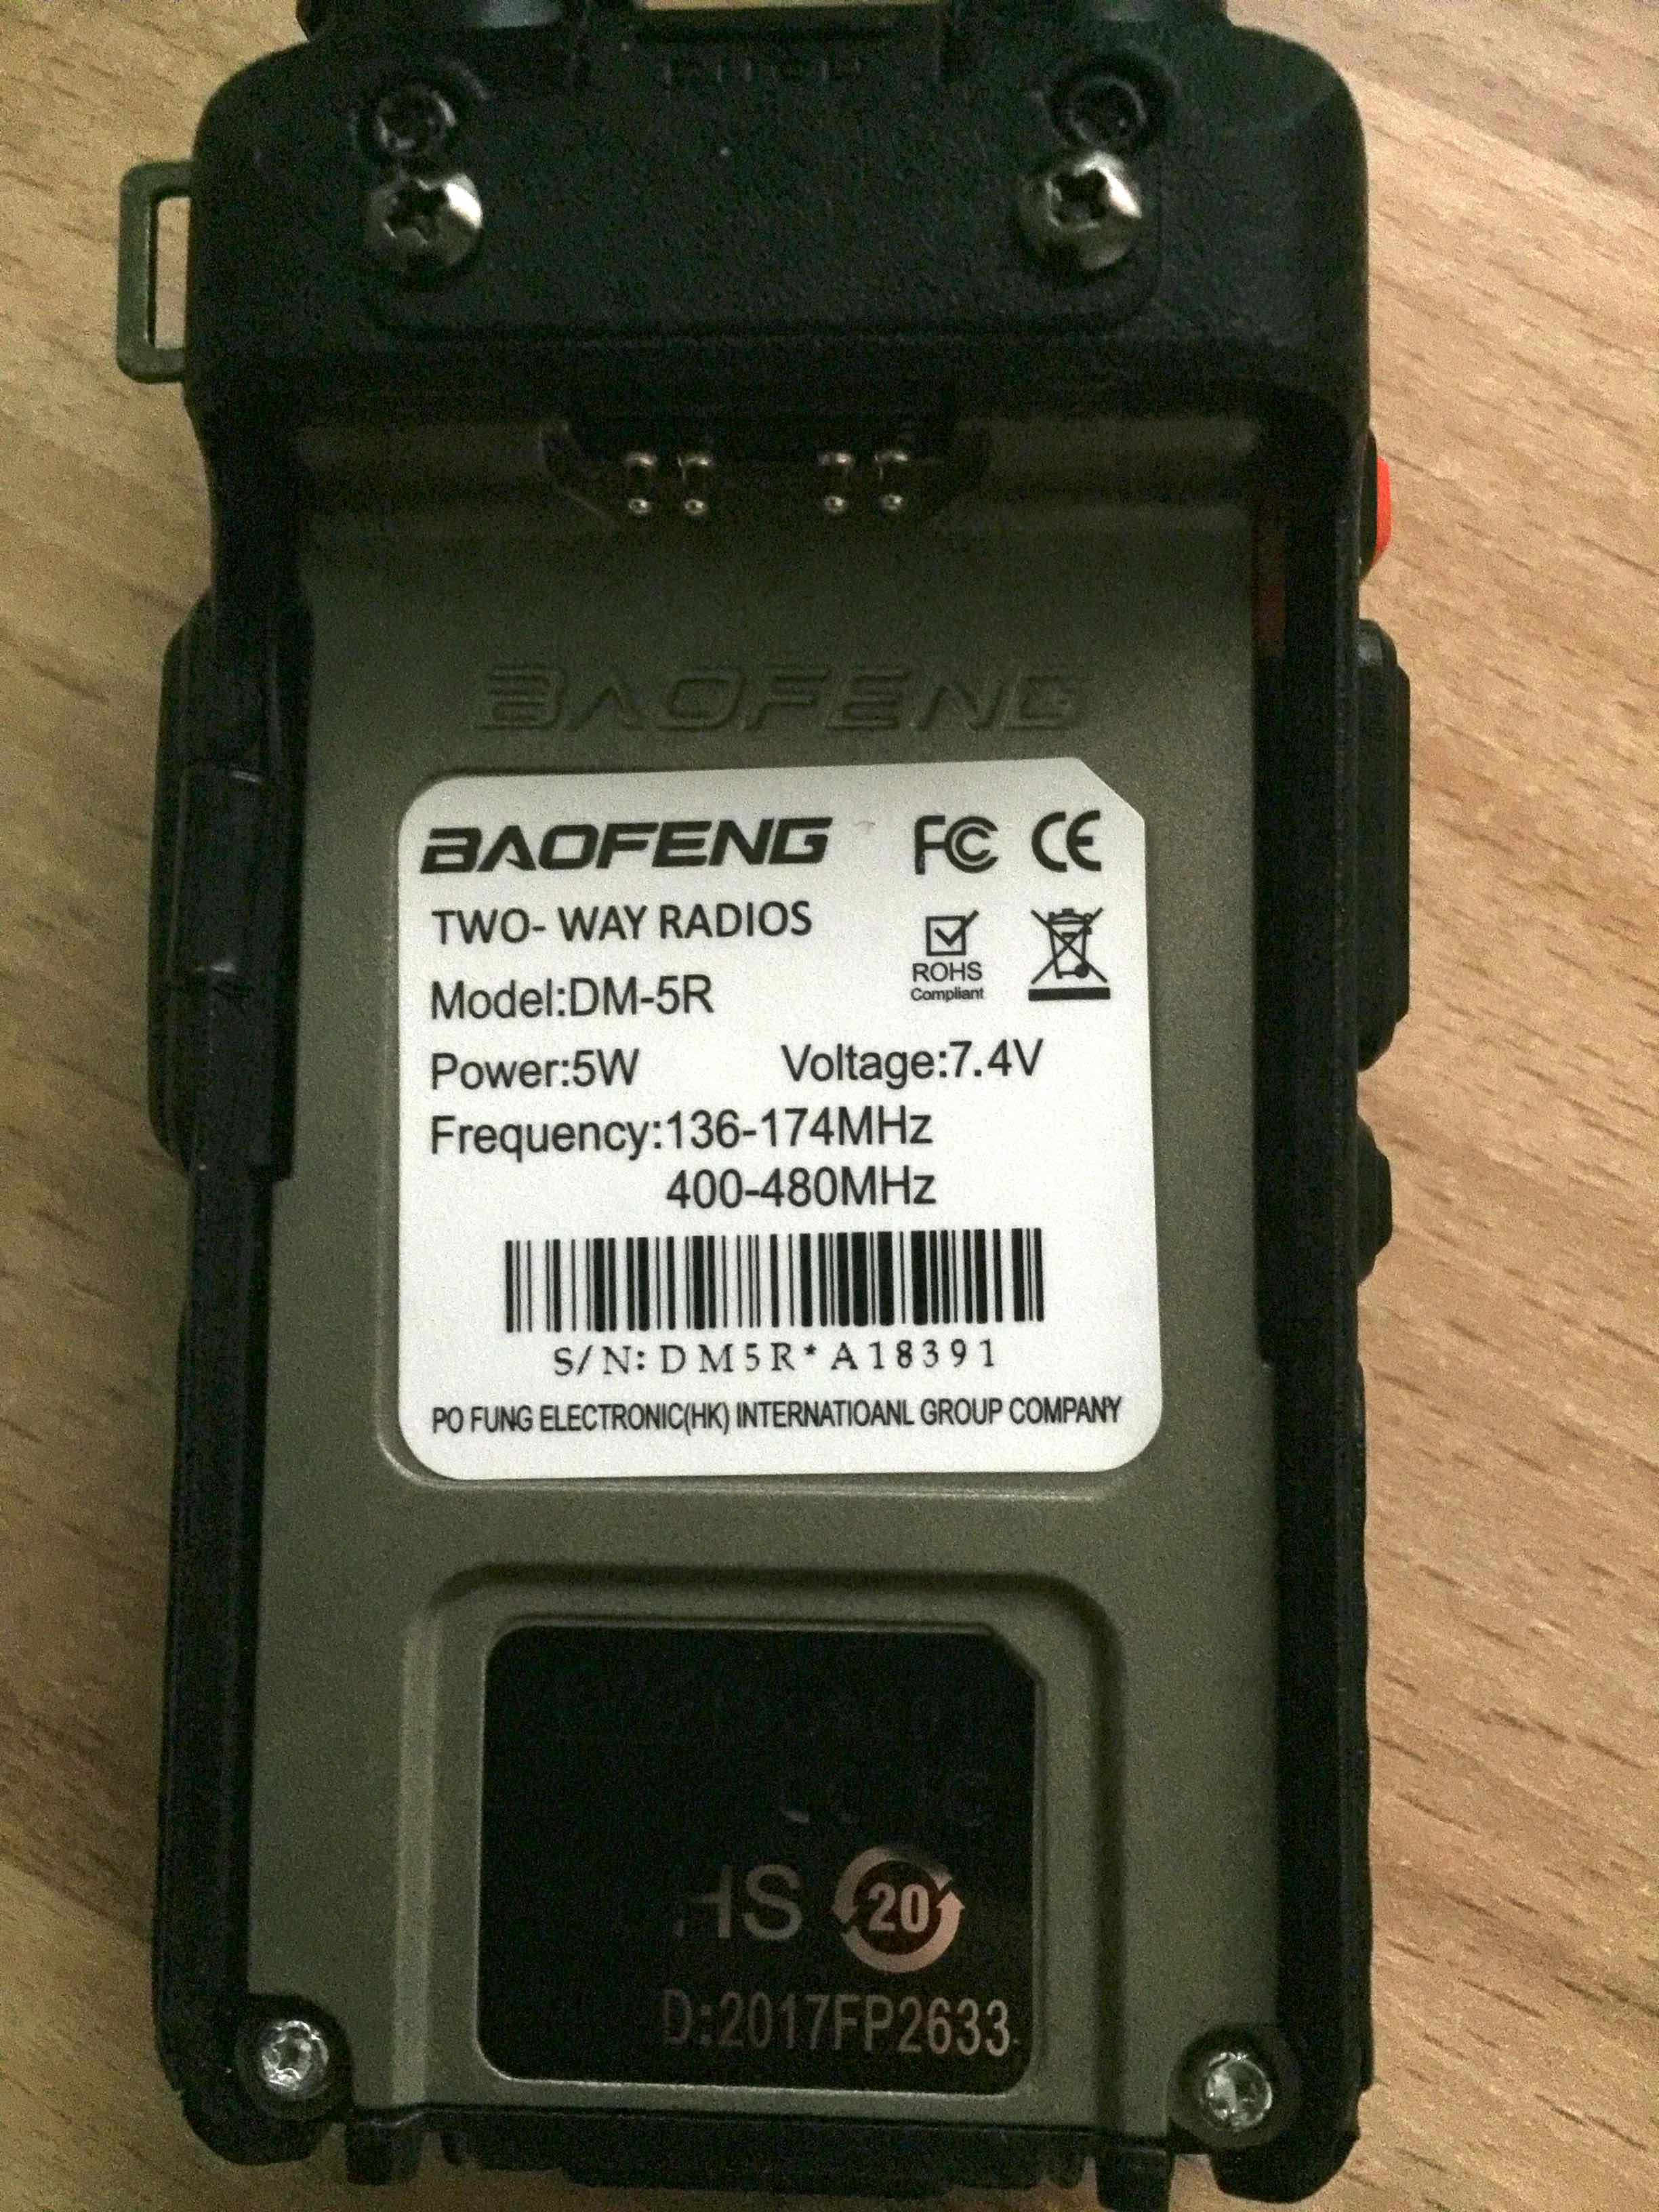 BAOFENG
BAOFENG FC CE
TWO- WAY RADIOS
ROHS
Compliant
Model:DM-5R
Power:5W Voltage:7.4V
Frequency:136-174MHz
400-480MHz
S/N: DM5R*A18391
PO FUNG ELECTRONIC(HK) INTERNATIOANL GROUP COMPANY
HS 20
D:2017FP2633